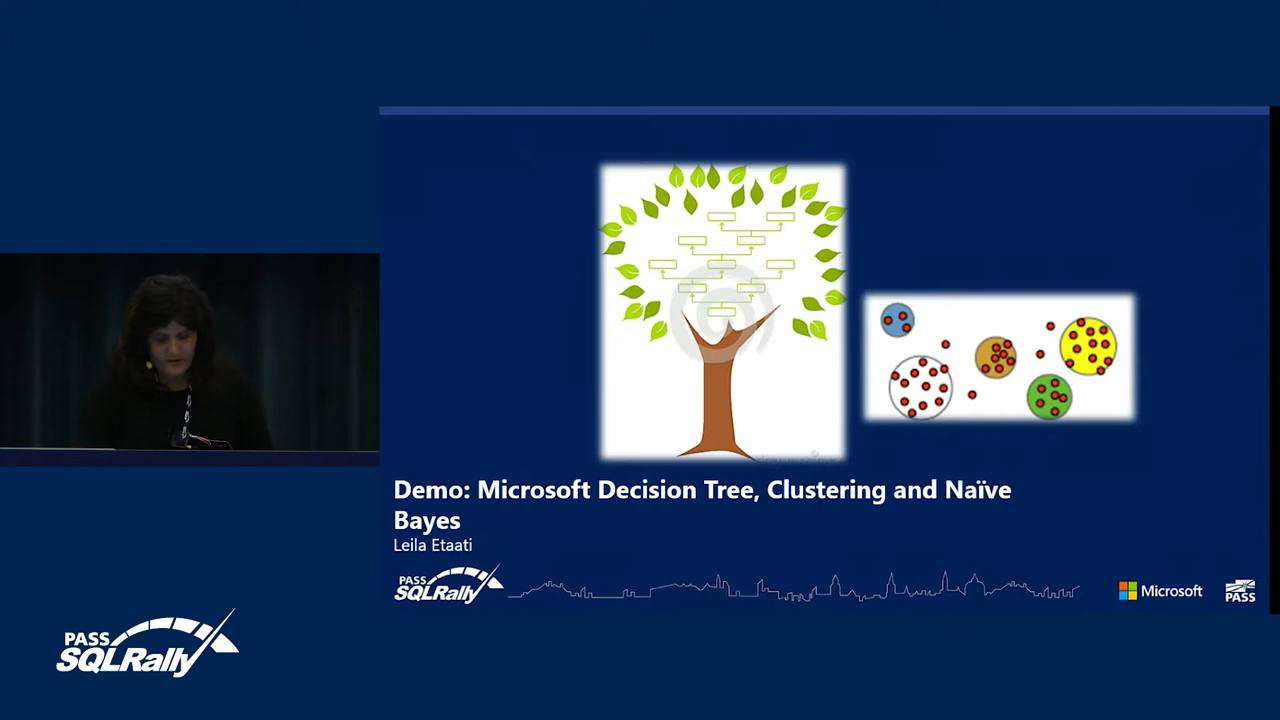 Demo: Microsoft Decision Tree, Clustering and Naïve
Bayes
Leila Etaati
PASS
SQLRally
Microsoft
PASS
PASS
SQLRally